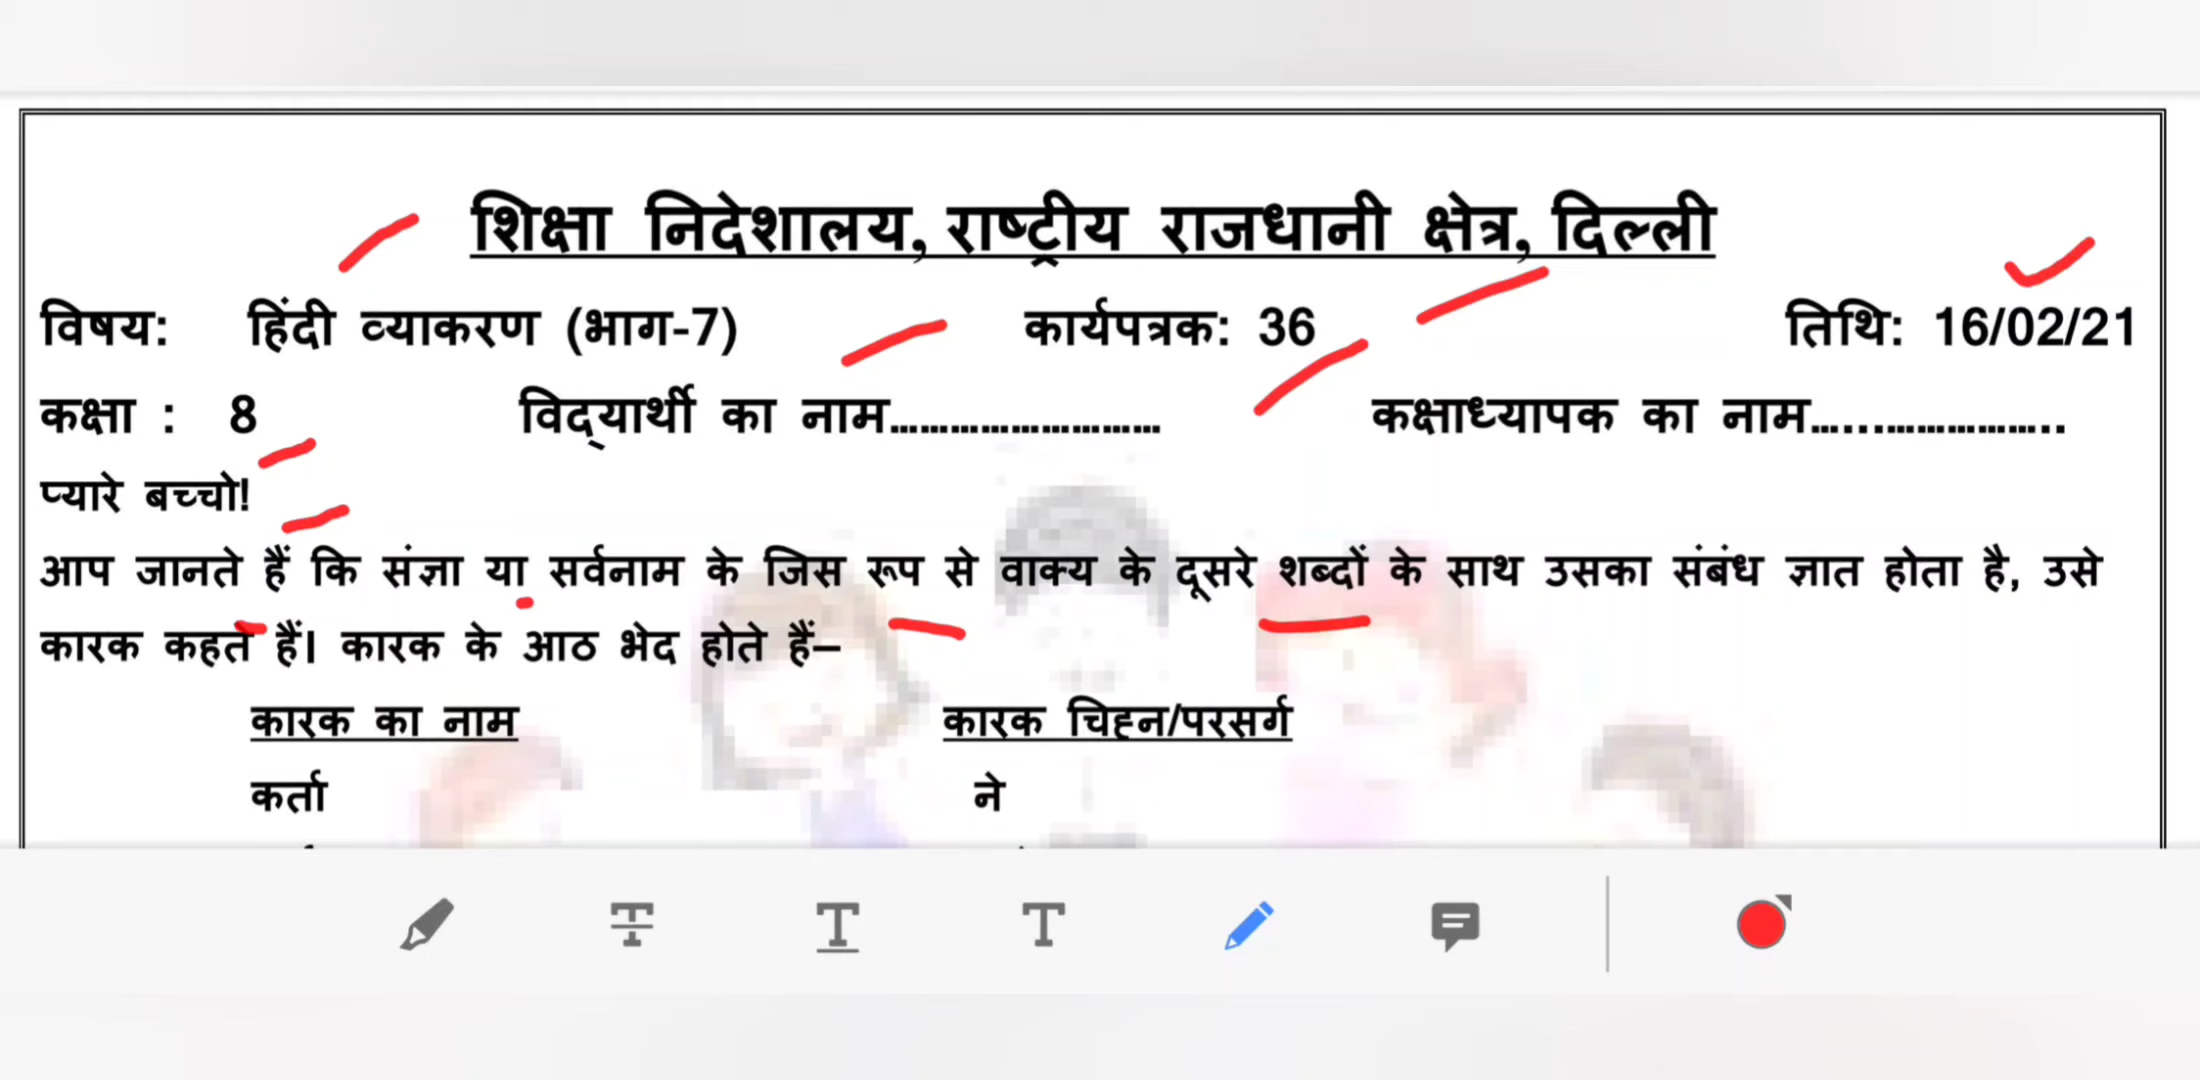 शिक्षा निदेशालय, राष्ट्रीय राजधानी क्षेत्र, दिल्ली
विषय: हिंदी व्याकरण (भाग-7) कार्यपत्रक: 36 तिथि: 16/02/21
कक्षा : 8 विद्‌यार्थी का नाम........................... कक्षाध्यापक का नाम..........................
प्यारे बच्चो!
आप जानते हैं कि संज्ञा या सर्वनाम के जिस रूप से वाक्य के दूसरे शब्दों के साथ उसका संबंध ज्ञात होता है, उसे
कारक कहते हैं। कारक के आठ भेद होते हैं–
कारक का नाम कारक चिह्न/परसर्ग
कर्ता ने